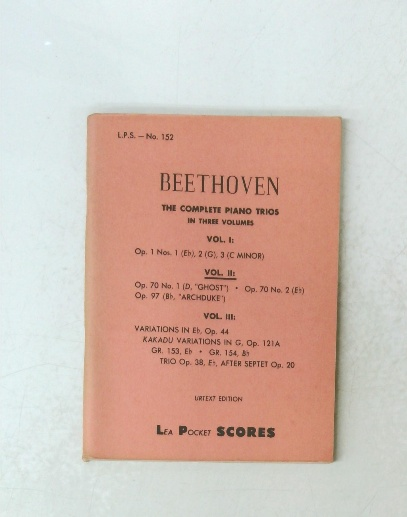 L.P.S. – No. 152
BEETHOVEN
THE COMPLETE PIANO TRIOS
IN THREE VOLUMES
VOL. I:
Op. 1 Nos. 1 (E♭), 2 (G), 3 (C MINOR)
VOL. II:
Op. 70 No. 1 (D, "GHOST") • Op. 70 No. 2 (E♭)
Op. 97 (B♭, "ARCHDUKE")
VOL. III:
VARIATIONS IN E♭, Op. 44
KAKADU VARIATIONS IN G, Op. 121A
GR. 153, E♭ • GR. 154, B♭
TRIO Op. 38, E♭, AFTER SEPTET Op. 20
URTEXT EDITION
LEA POCKET SCORES